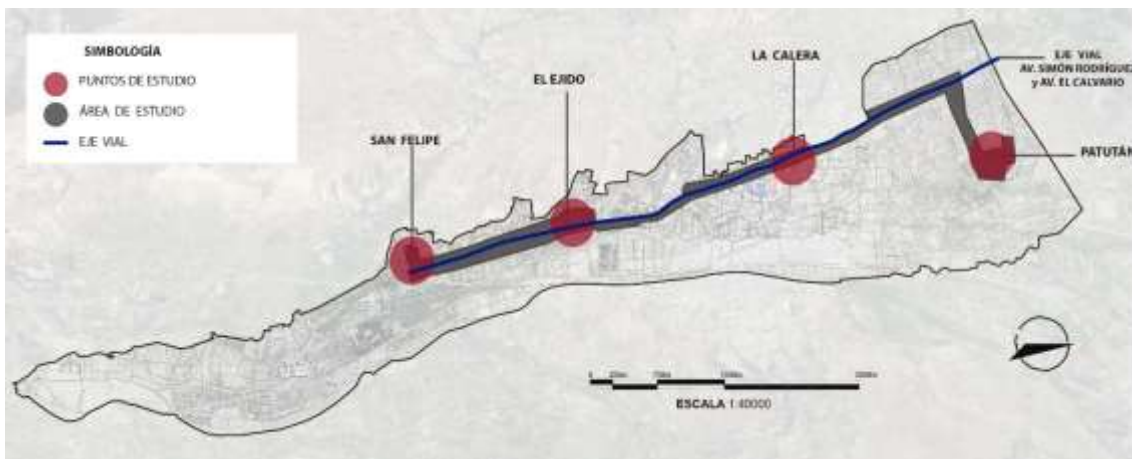 SIMBOLOGÍA
PUNTOS DE ESTUDIO
ÁREA DE ESTUDIO
EJE VIAL
SAN FELIPE
EL EJIDO
LA CALERA
EJE VIAL
AV. SIMÓN RODRÍGUEZ
y AV. EL CALVARIO
PATUTÁN
0
ESCALA 1:40000